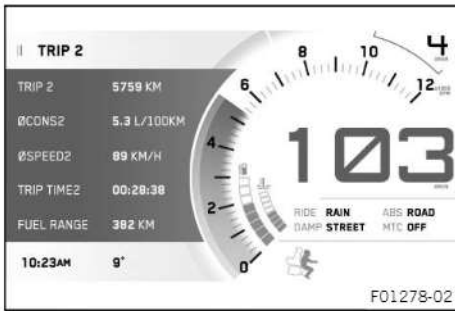 TRIP 2
TRIP 2 5759 KM
ØCONS2 5.3 L/100KM
ØSPEED2 89 KM/H
TRIP TIME2 00:28:38
FUEL RANGE 382 KM
10:23AM 9°
0
2
4
6
8
10
12
4
103
RIDE RAIN ABS ROAD
DAMP STREET MTC OFF
F01278-02